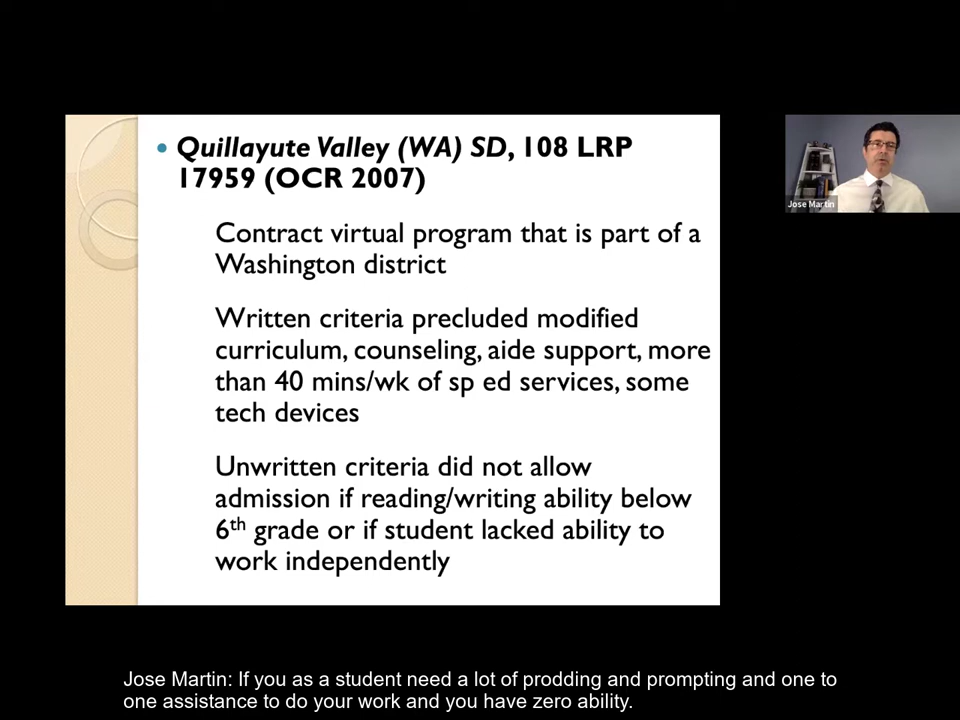 Quillayute Valley (WA) SD, 108 LRP
17959 (OCR 2007)
Contract virtual program that is part of a
Washington district
Written criteria precluded modified
curriculum, counseling, aide support, more
than 40 mins/wk of sp ed services, some
tech devices
Unwritten criteria did not allow
admission if reading/writing ability below
6th grade or if student lacked ability to
work independently
Jose Martin
Jose Martin: If you as a student need a lot of prodding and prompting and one to
one assistance to do your work and you have zero ability.